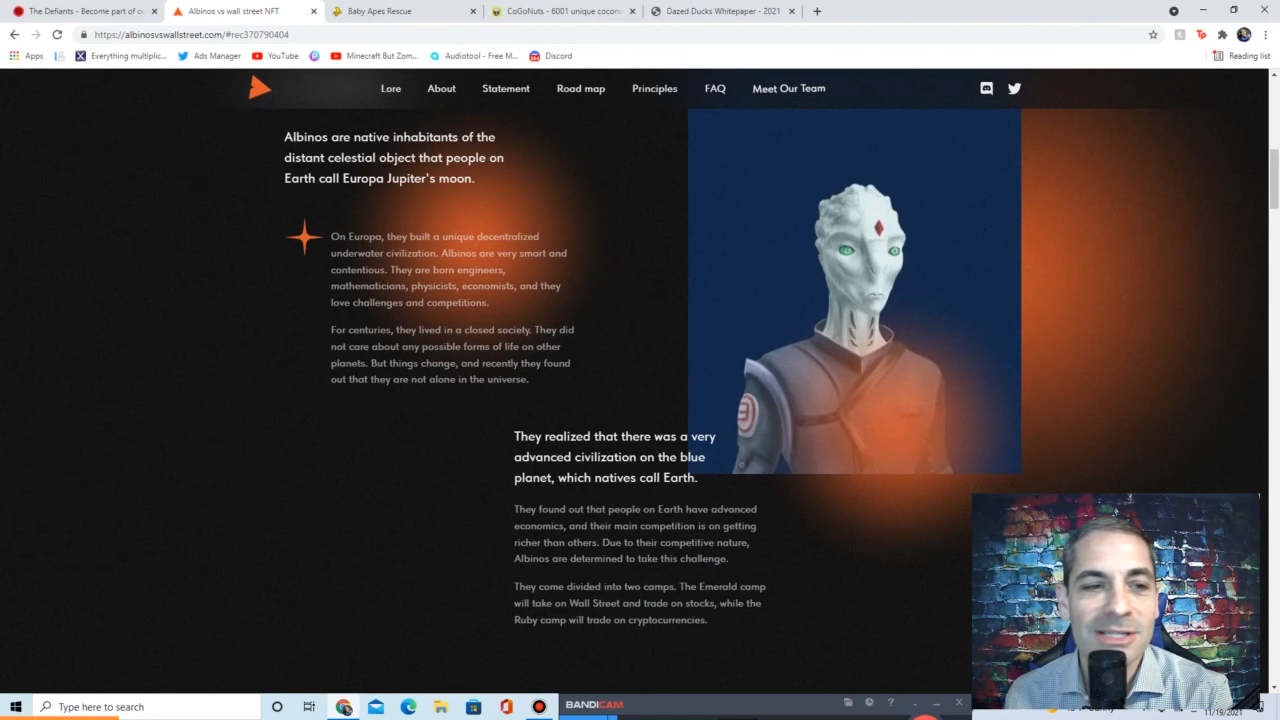 The Defiants - Become part of ov
Albinos vs wall street NFT
Baby Apes Rescue
CoGoNuts - 6001 unique coconu
Dazed Ducks Whitepaper - 2021
https://albinosvswallstreet.com/#rec370790404
Apps
Everything multiplic...
Ads Manager
YouTube
Minecraft But Zom...
Audiotool - Free M...
Discord
Reading list
Lore
About
Statement
Road map
Principles
FAQ
Meet Our Team
Albinos are native inhabitants of the
distant celestial object that people on
Earth call Europa Jupiter's moon.
On Europa, they built a unique decentralized
underwater civilization. Albinos are very smart and
contentious. They are born engineers,
mathematicians, physicists, economists, and they
love challenges and competitions.
For centuries, they lived in a closed society. They did
not care about any possible forms of life on other
planets. But things change, and recently they found
out that they are not alone in the universe.
They realized that there was a very
advanced civilization on the blue
planet, which natives call Earth.
They found out that people on Earth have advanced
economics, and their main competition is on getting
richer than others. Due to their competitive nature,
Albinos are determined to take this challenge.
They come divided into two camps. The Emerald camp
will take on Wall Street and trade on stocks, while the
Ruby camp will trade on cryptocurrencies.
Type here to search
BANDICAM
11/19/2021